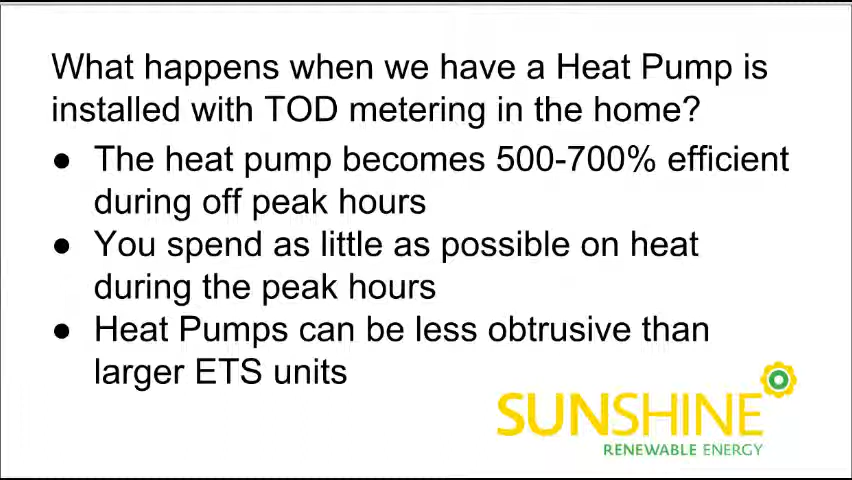 What happens when we have a Heat Pump is
installed with TOD metering in the home?
● The heat pump becomes 500-700% efficient
during off peak hours
● You spend as little as possible on heat
during the peak hours
● Heat Pumps can be less obtrusive than
larger ETS units
SUNSHINE
RENEWABLE ENERGY